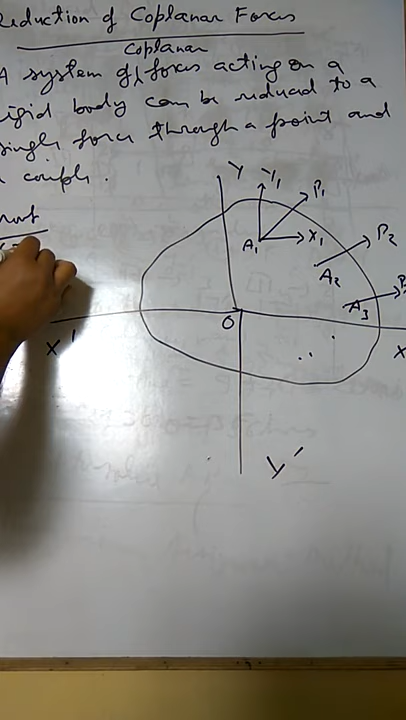 Reduction of Coplanar Forces
Coplanar
A system of forces acting on a
rigid body can be reduced to a
single force through a point and
a couple.
Y Y₁ P₁
A₁ X₁ P₂
A₂
A₃ P
O
X' X
Y'